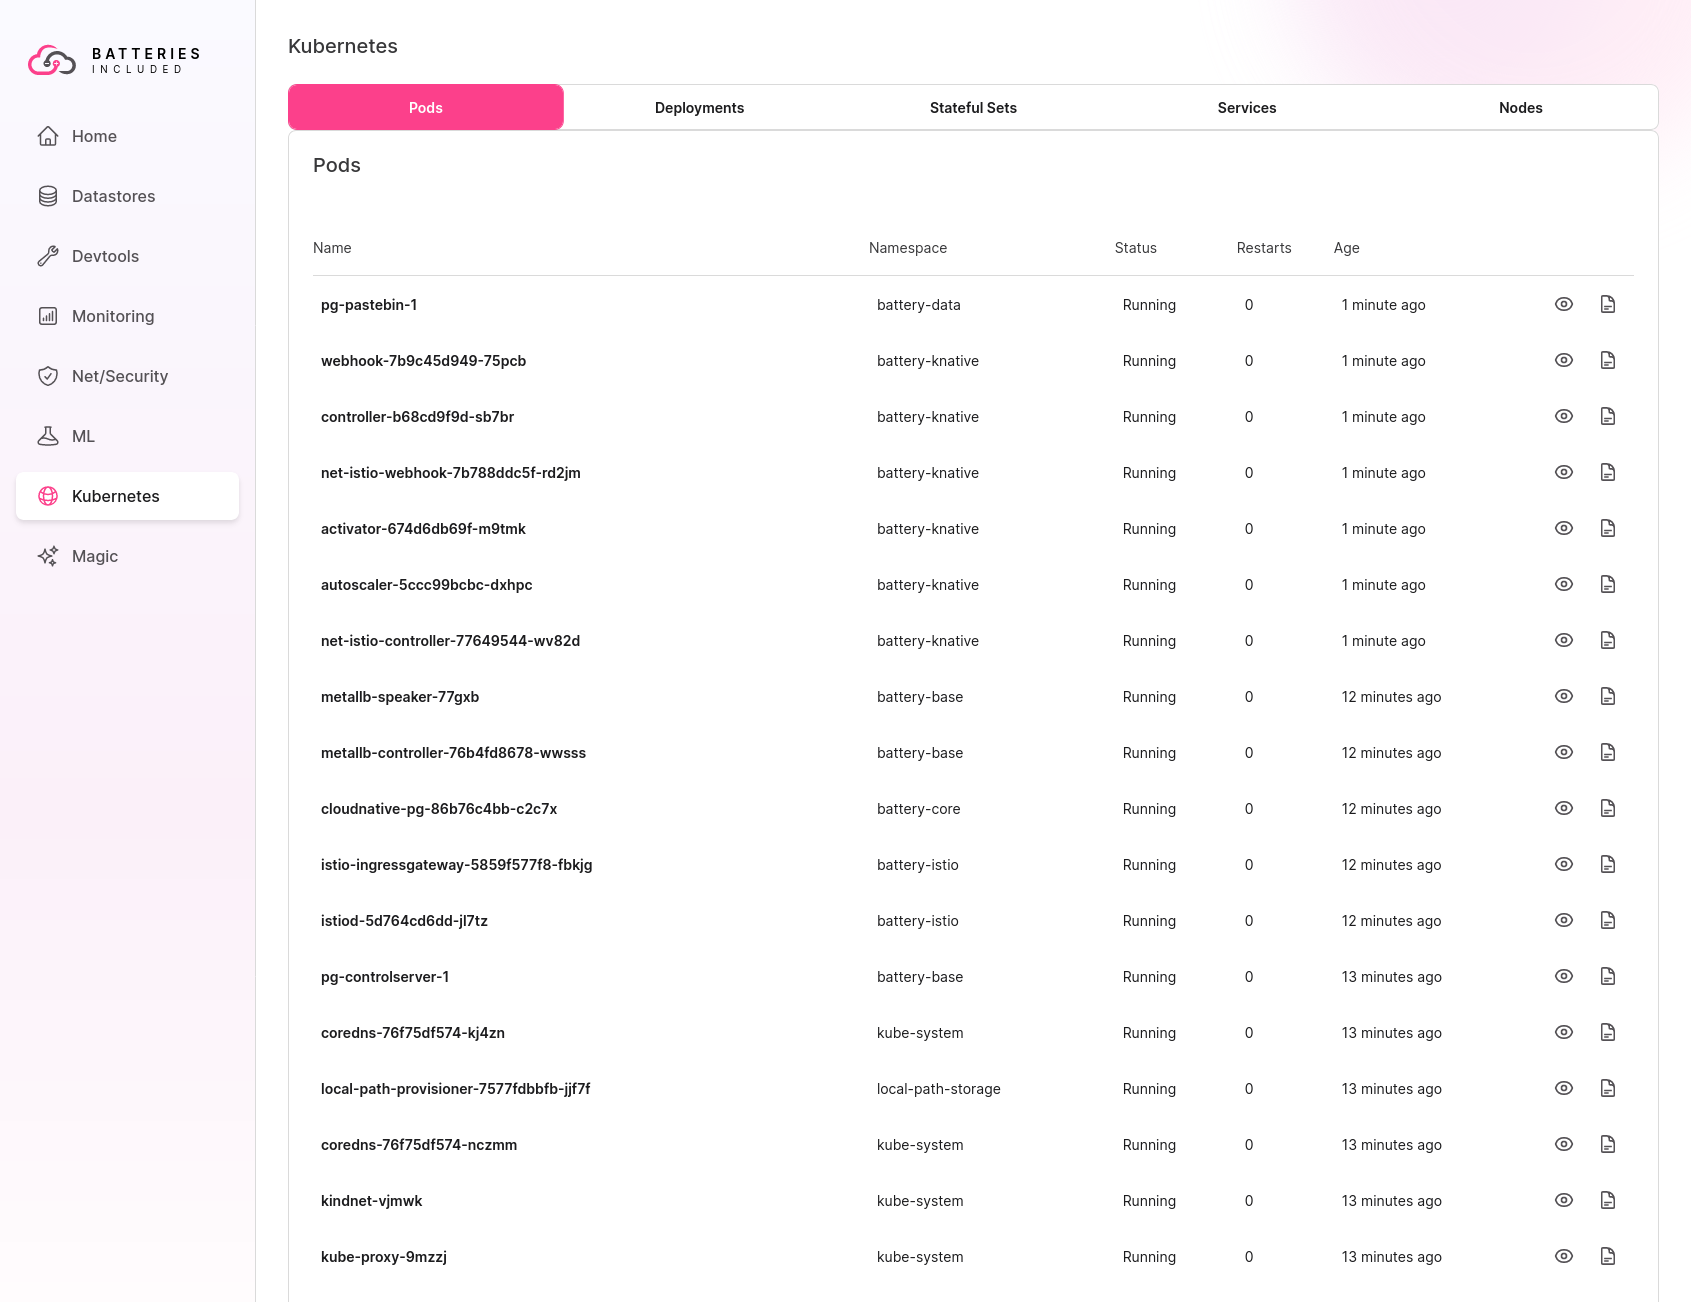 BATTERIES
INCLUDED
Home
Datastores
Devtools
Monitoring
Net/Security
ML
Kubernetes
Magic
Kubernetes
Pods Deployments Stateful Sets Services Nodes
Pods
Name Namespace Status Restarts Age
pg-pastebin-1 battery-data Running 0 1 minute ago
webhook-7b9c45d949-75pcb battery-knative Running 0 1 minute ago
controller-b68cd9f9d-sb7br battery-knative Running 0 1 minute ago
net-istio-webhook-7b788ddc5f-rd2jm battery-knative Running 0 1 minute ago
activator-674d6db69f-m9tmk battery-knative Running 0 1 minute ago
autoscaler-5ccc99bcbc-dxhpc battery-knative Running 0 1 minute ago
net-istio-controller-77649544-wv82d battery-knative Running 0 1 minute ago
metallb-speaker-77gxb battery-base Running 0 12 minutes ago
metallb-controller-76b4fd8678-wwsss battery-base Running 0 12 minutes ago
cloudnative-pg-86b76c4bb-c2c7x battery-core Running 0 12 minutes ago
istio-ingressgateway-5859f577f8-fbkjg battery-istio Running 0 12 minutes ago
istiod-5d764cd6dd-jl7tz battery-istio Running 0 12 minutes ago
pg-controlserver-1 battery-base Running 0 13 minutes ago
coredns-76f75df574-kj4zn kube-system Running 0 13 minutes ago
local-path-provisioner-7577fdbbfb-jjf7f local-path-storage Running 0 13 minutes ago
coredns-76f75df574-nczmm kube-system Running 0 13 minutes ago
kindnet-vjmwk kube-system Running 0 13 minutes ago
kube-proxy-9mzzj kube-system Running 0 13 minutes ago